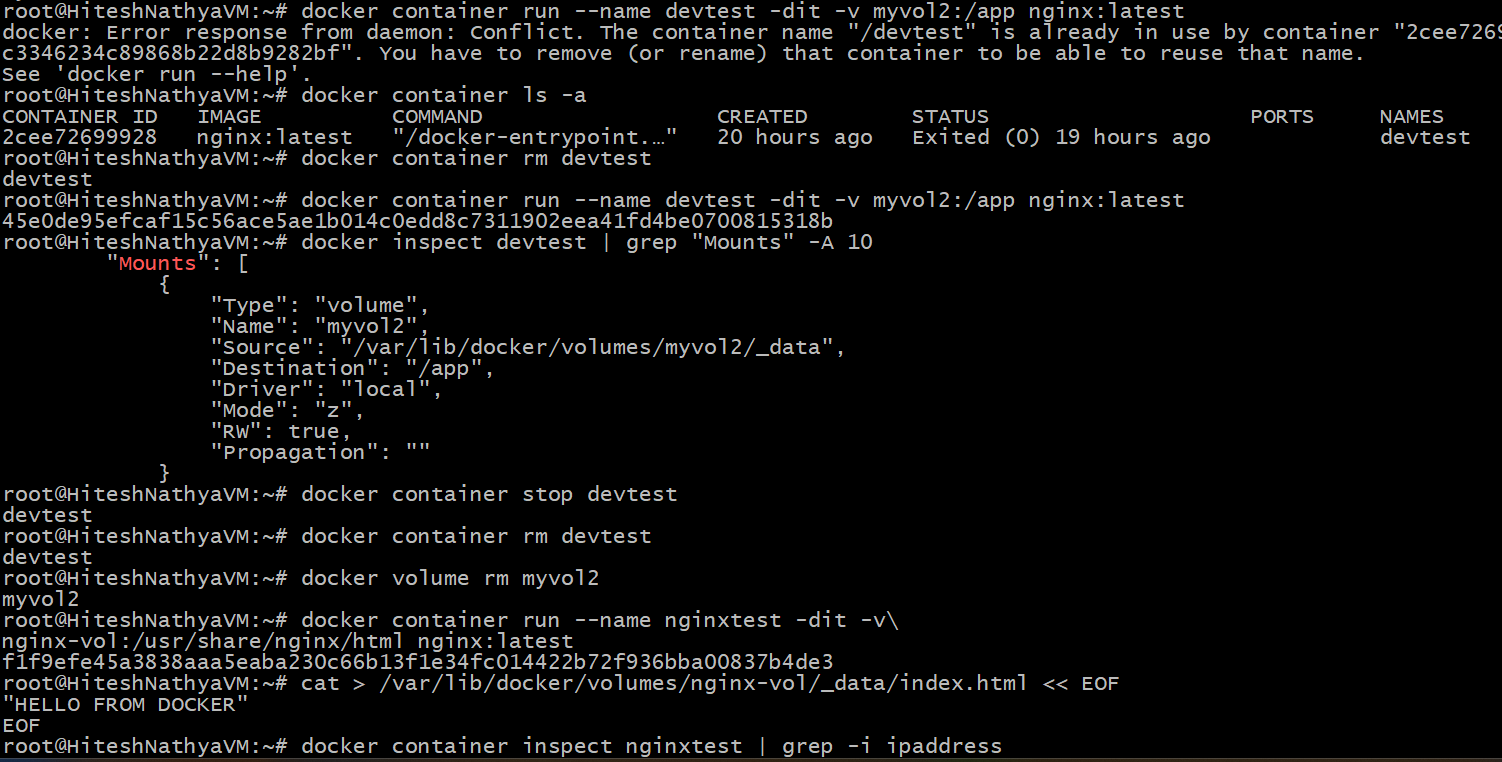 root@HiteshNathyaVM:~# docker container run --name devtest -dit -v myvol2:/app nginx:latest
docker: Error response from daemon: Conflict. The container name "/devtest" is already in use by container "2cee7269
c3346234c89868b22d8b9282bf". You have to remove (or rename) that container to be able to reuse that name.
See 'docker run --help'.
root@HiteshNathyaVM:~# docker container ls -a
CONTAINER ID   IMAGE          COMMAND                  CREATED        STATUS                    PORTS     NAMES
2cee72699928   nginx:latest   "/docker-entrypoint.…"   20 hours ago   Exited (0) 19 hours ago             devtest
root@HiteshNathyaVM:~# docker container rm devtest
devtest
root@HiteshNathyaVM:~# docker container run --name devtest -dit -v myvol2:/app nginx:latest
45e0de95efcaf15c56ace5ae1b014c0edd8c7311902eea41fd4be0700815318b
root@HiteshNathyaVM:~# docker inspect devtest | grep "Mounts" -A 10
        "Mounts": [
            {
                "Type": "volume",
                "Name": "myvol2",
                "Source": "/var/lib/docker/volumes/myvol2/_data",
                "Destination": "/app",
                "Driver": "local",
                "Mode": "z",
                "RW": true,
                "Propagation": ""
            }
root@HiteshNathyaVM:~# docker container stop devtest
devtest
root@HiteshNathyaVM:~# docker container rm devtest
devtest
root@HiteshNathyaVM:~# docker volume rm myvol2
myvol2
root@HiteshNathyaVM:~# docker container run --name nginxtest -dit -v\
nginx-vol:/usr/share/nginx/html nginx:latest
f1f9efe45a3838aaa5eaba230c66b13f1e34fc014422b72f936bba00837b4de3
root@HiteshNathyaVM:~# cat > /var/lib/docker/volumes/nginx-vol/_data/index.html << EOF
"HELLO FROM DOCKER"
EOF
root@HiteshNathyaVM:~# docker container inspect nginxtest | grep -i ipaddress